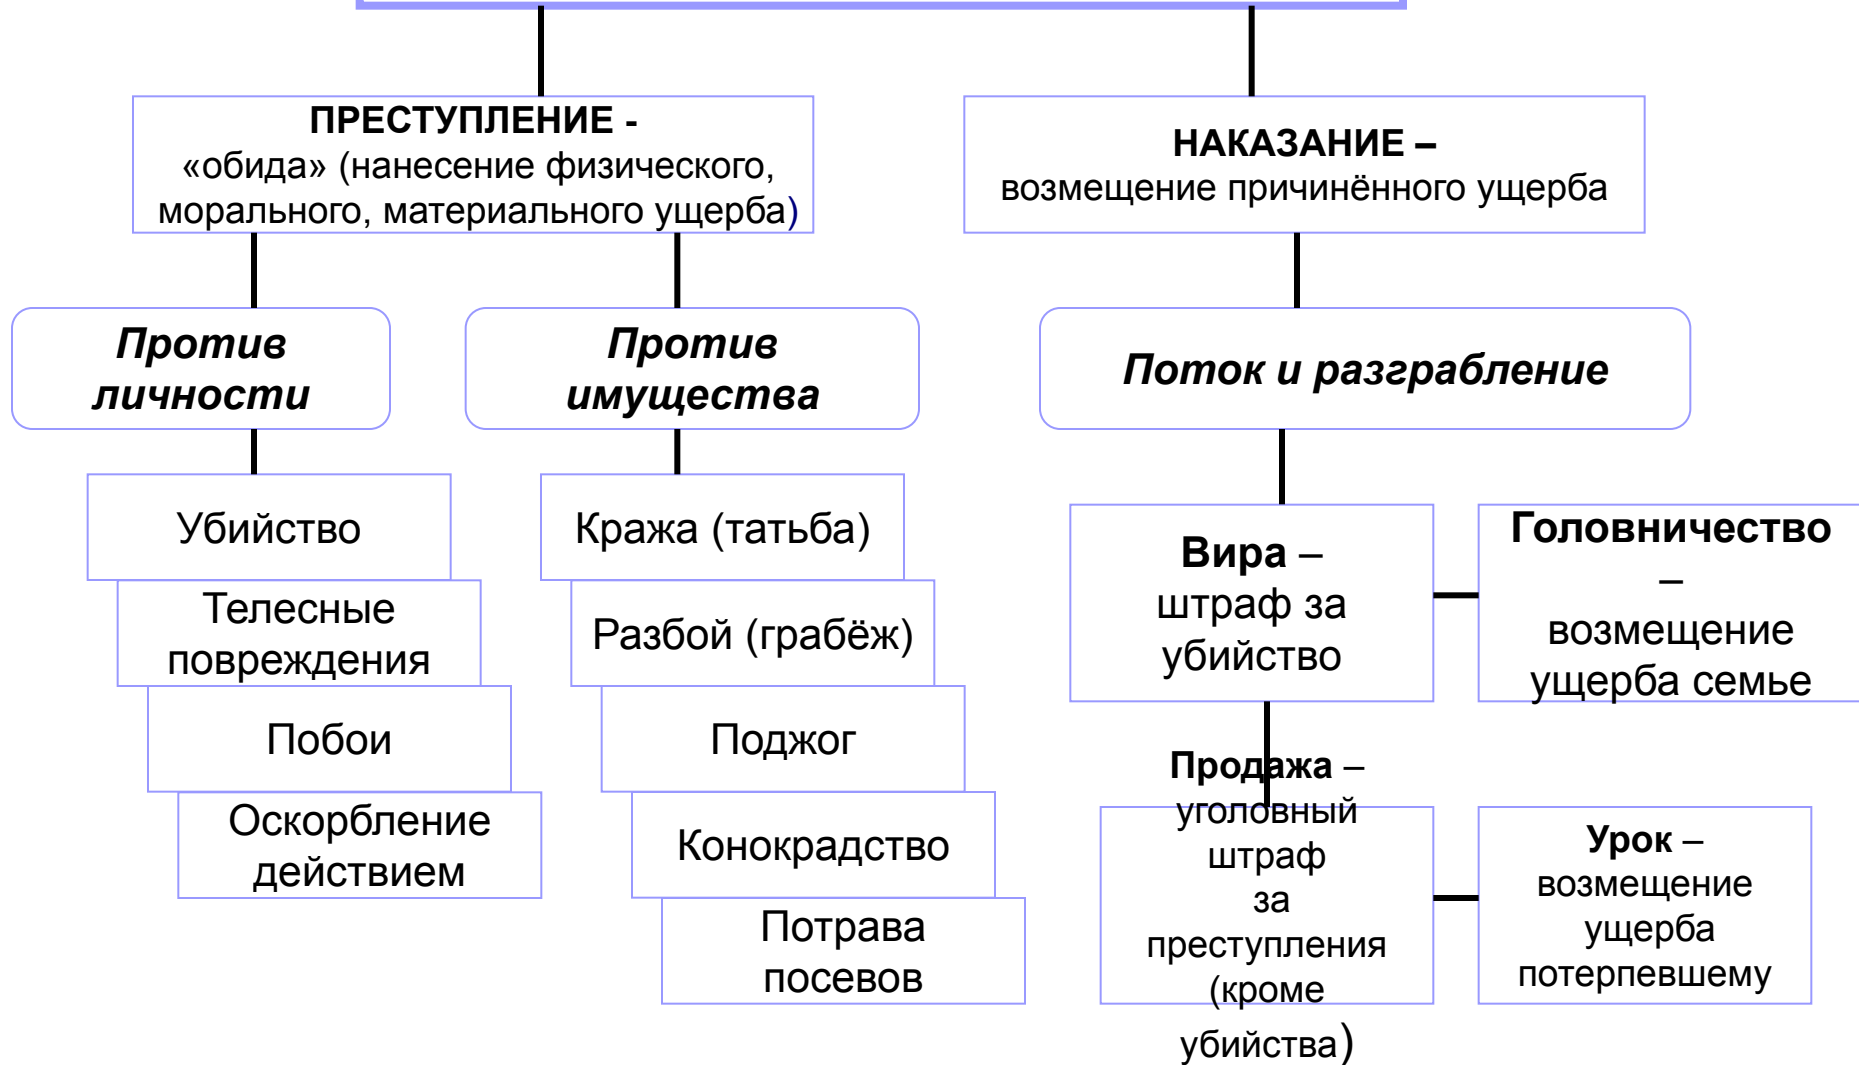 ПРЕСТУПЛЕНИЕ -
«обида» (нанесение физического,
морального, материального ущерба)
НАКАЗАНИЕ –
возмещение причинённого ущерба
Против
личности
Против
имущества
Поток и разграбление
Убийство
Телесные
повреждения
Побои
Оскорбление
действием
Кража (татьба)
Разбой (грабёж)
Поджог
Конокрадство
Потрава
посевов
Вира –
штраф за
убийство
Головничество
–
возмещение
ущерба семье
Продажа –
уголовный
штраф
за
преступления
(кроме
убийства)
Урок –
возмещение
ущерба
потерпевшему